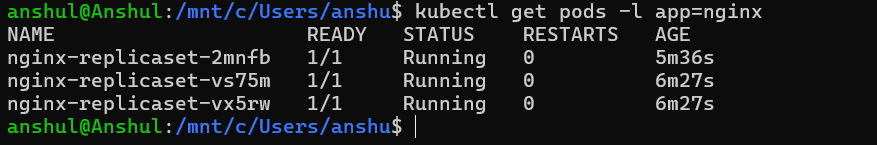 anshul@Anshul:/mnt/c/Users/anshu$ kubectl get pods -l app=nginx
NAME                     READY   STATUS    RESTARTS   AGE
nginx-replicaset-2mnfb   1/1     Running   0          5m36s
nginx-replicaset-vs75m   1/1     Running   0          6m27s
nginx-replicaset-vx5rw   1/1     Running   0          6m27s
anshul@Anshul:/mnt/c/Users/anshu$